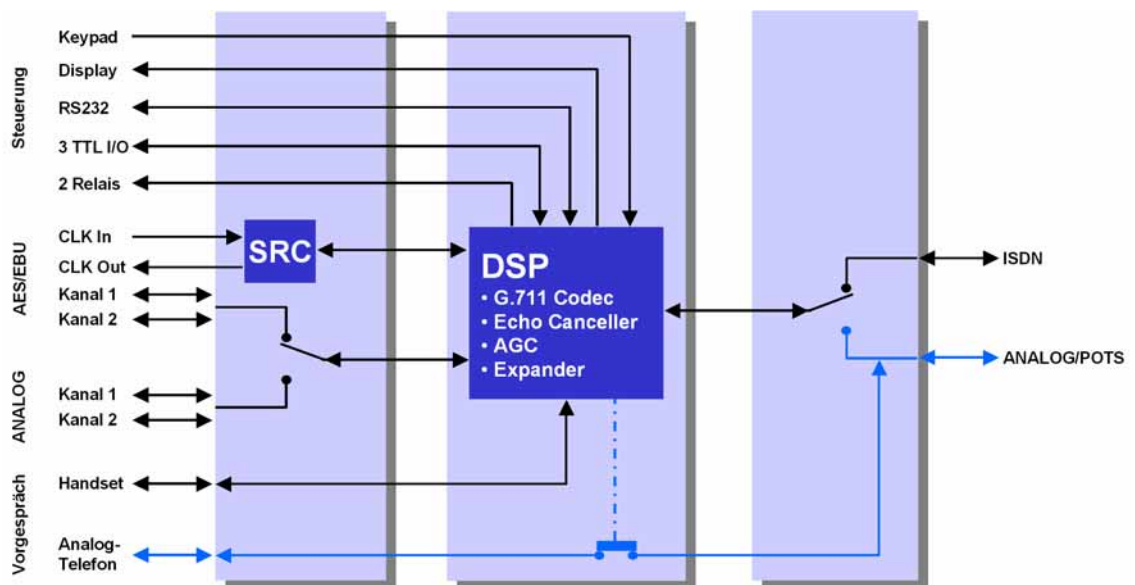 Steuerung
Keypad
Display
RS232
3 TTL I/O
2 Relais
AES/EBU
CLK In
CLK Out
Kanal 1
Kanal 2
SRC
DSP
• G.711 Codec
• Echo Canceller
• AGC
• Expander
ISDN
ANALOG/POTS
ANALOG
Kanal 1
Kanal 2
Vorgespräch
Handset
Analog-
Telefon